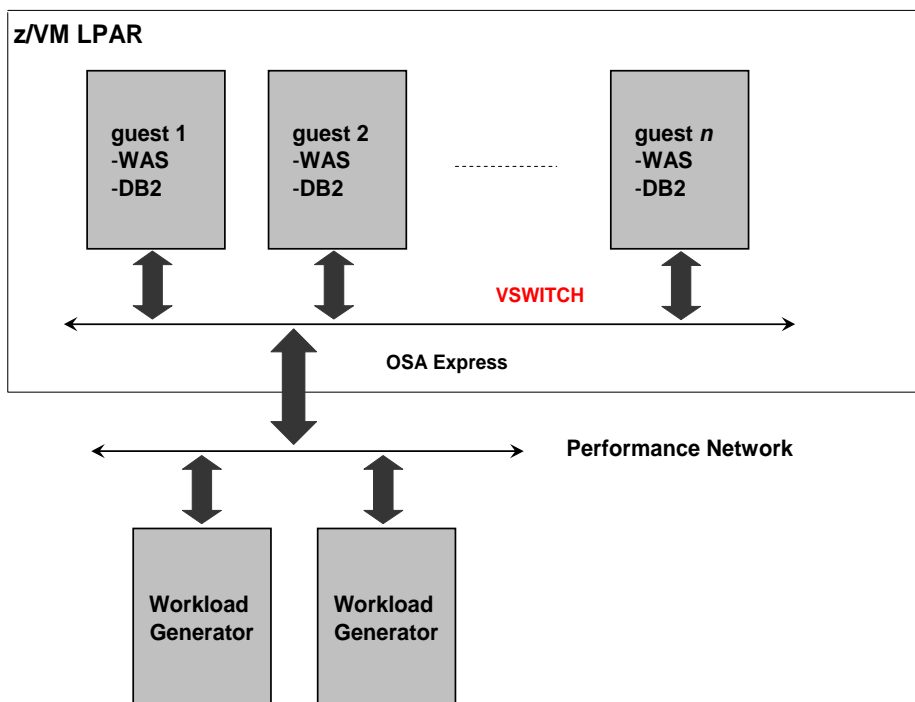 z/VM LPAR
guest 1
-WAS
-DB2
guest 2
-WAS
-DB2
guest n
-WAS
-DB2
VSWITCH
OSA Express
Performance Network
Workload
Generator
Workload
Generator